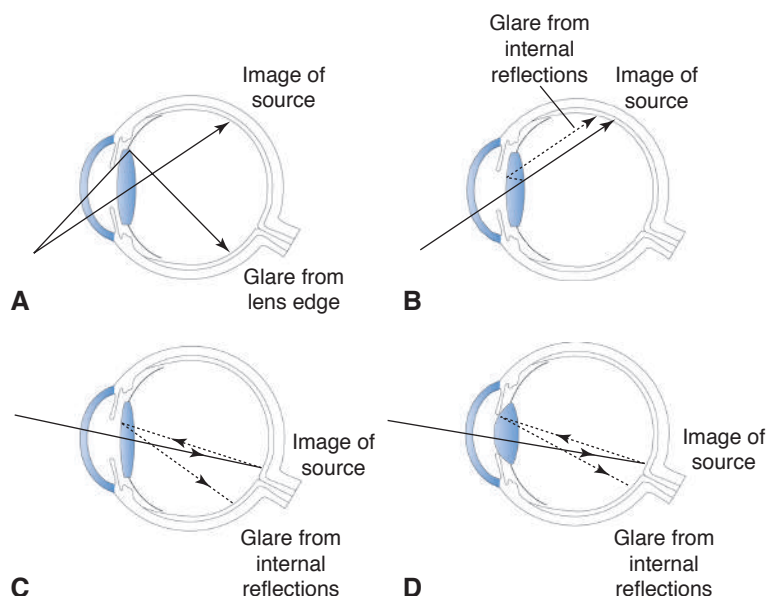 Image of
source
Glare from
lens edge
A
Glare from
internal
reflections
Image of
source
B
Image of
source
Glare from
internal
reflections
C
Image of
source
Glare from
internal
reflections
D